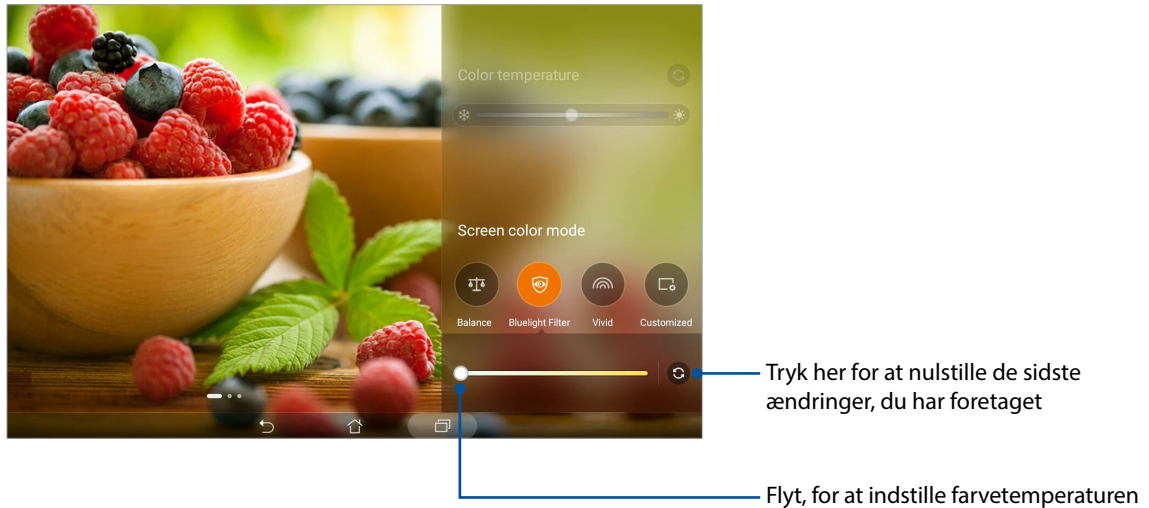 Color temperature
Screen color mode
Balance
Bluelight Filter
Vivid
Customized
Tryk her for at nulstille de sidste
ændringer, du har foretaget
Flyt, for at indstille farvetemperaturen